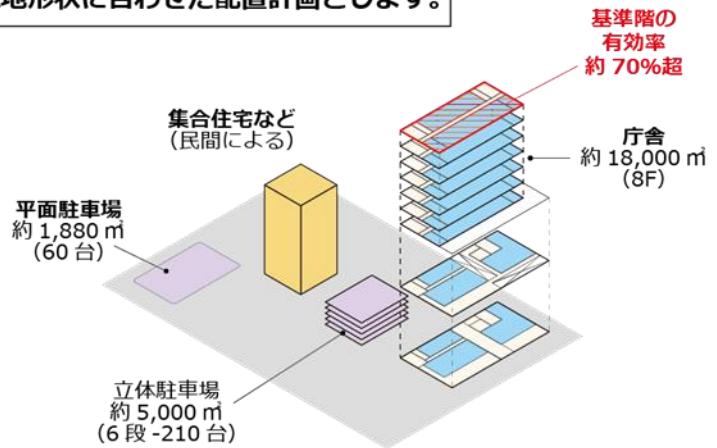 地形状に合わせた配置計画とします。
基準階の
有効率
約 70%超
集合住宅など
（民間による）
庁舎
約 18,000 ㎡
（8F）
平面駐車場
約 1,880 ㎡
（60 台）
立体駐車場
約 5,000 ㎡
（6 段 -210 台）